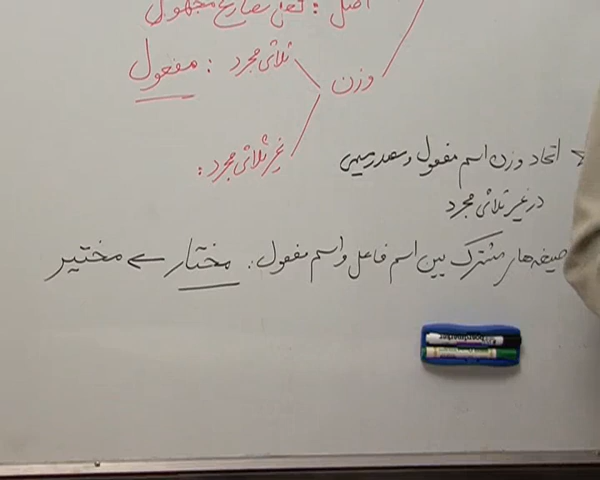 اصل : فعل مضارع مجهول
وزن
ثلاثی مجرد : مفعول
غیر ثلاثی مجرد :
اتحاد وزن اسم مفعول و مصدر میمی
در غیر ثلاثی مجرد
صیغه های مشترک بین اسم فاعل و اسم مفعول : مختار ← مختیر